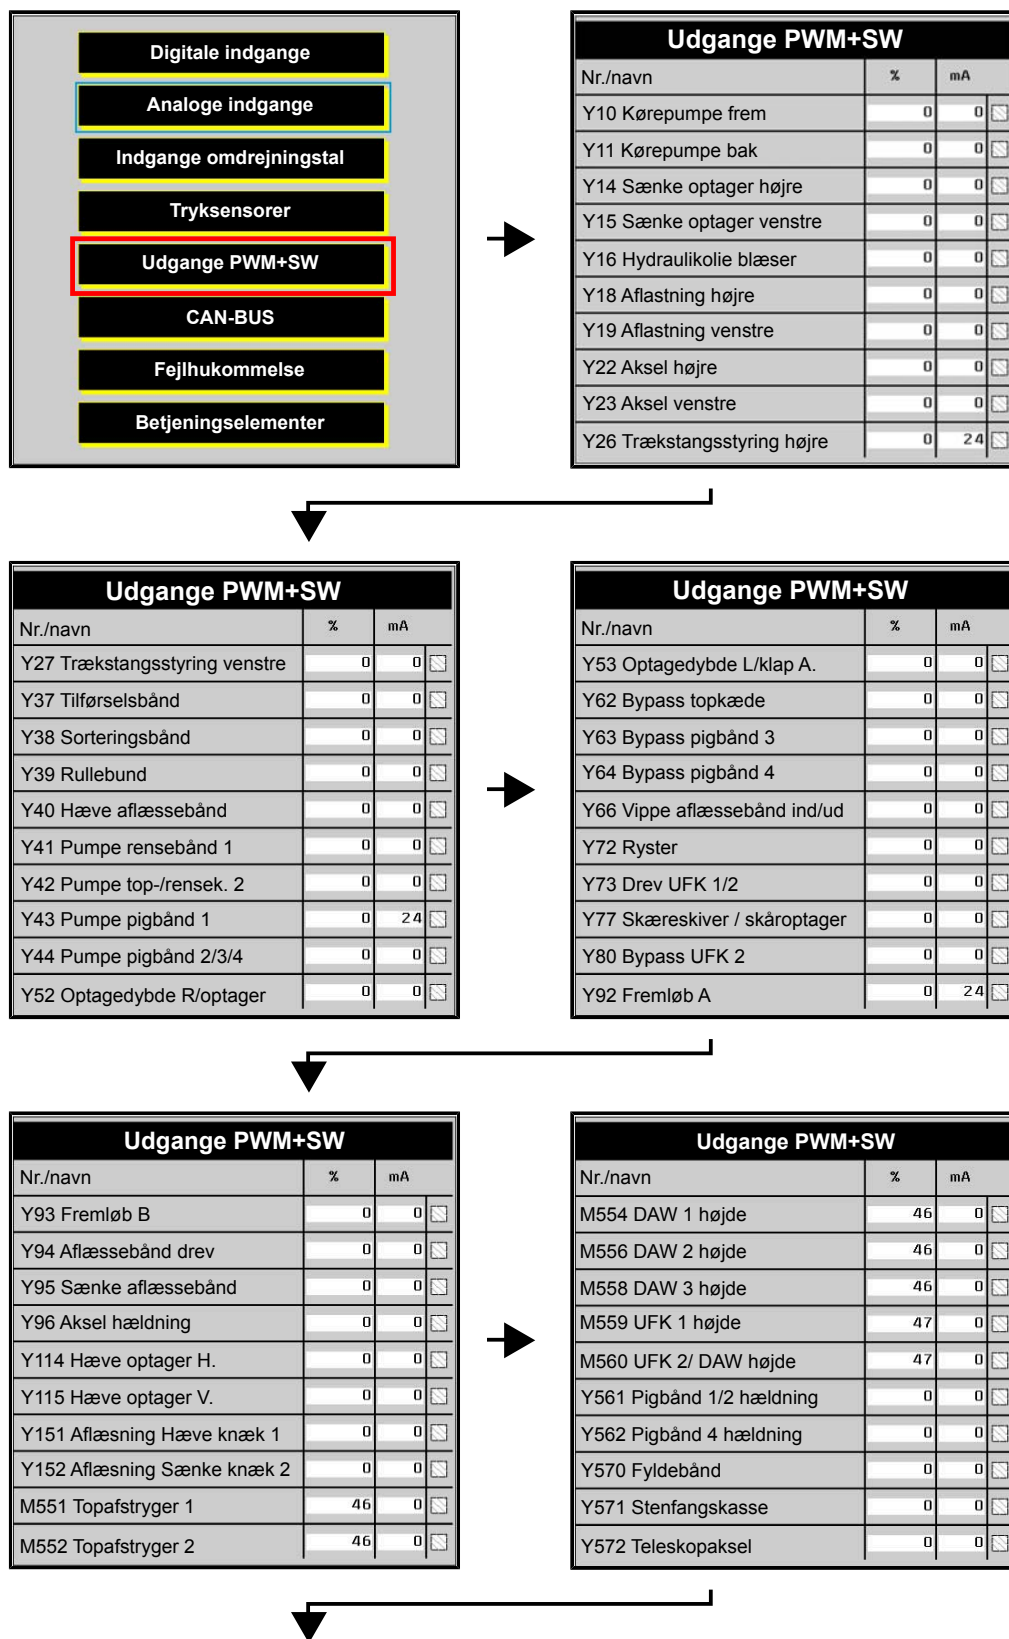 Digitale indgange
Analoge indgange
Indgange omdrejningstal
Tryksensorer
Udgange PWM+SW
CAN-BUS
Fejlhukommelse
Betjeningselementer
Udgange PWM+SW
Nr./navn % mA
Y10 Kørepumpe frem 0 0
Y11 Kørepumpe bak 0 0
Y14 Sænke optager højre 0 0
Y15 Sænke optager venstre 0 0
Y16 Hydraulikolie blæser 0 0
Y18 Aflastning højre 0 0
Y19 Aflastning venstre 0 0
Y22 Aksel højre 0 0
Y23 Aksel venstre 0 0
Y26 Trækstangsstyring højre 0 24
Udgange PWM+SW
Nr./navn % mA
Y27 Trækstangsstyring venstre 0 0
Y37 Tilførselsbånd 0 0
Y38 Sorteringsbånd 0 0
Y39 Rullebund 0 0
Y40 Hæve aflæssebånd 0 0
Y41 Pumpe rensebånd 1 0 0
Y42 Pumpe top-/rensek. 2 0 0
Y43 Pumpe pigbånd 1 0 24
Y44 Pumpe pigbånd 2/3/4 0 0
Y52 Optagedybde R/optager 0 0
Udgange PWM+SW
Nr./navn % mA
Y53 Optagedybde L/klap A. 0 0
Y62 Bypass topkæde 0 0
Y63 Bypass pigbånd 3 0 0
Y64 Bypass pigbånd 4 0 0
Y66 Vippe aflæssebånd ind/ud 0 0
Y72 Ryster 0 0
Y73 Drev UFK 1/2 0 0
Y77 Skæreskiver / skåroptager 0 0
Y80 Bypass UFK 2 0 0
Y92 Fremløb A 0 24
Udgange PWM+SW
Nr./navn % mA
Y93 Fremløb B 0 0
Y94 Aflæssebånd drev 0 0
Y95 Sænke aflæssebånd 0 0
Y96 Aksel hældning 0 0
Y114 Hæve optager H. 0 0
Y115 Hæve optager V. 0 0
Y151 Aflæsning Hæve knæk 1 0 0
Y152 Aflæsning Sænke knæk 2 0 0
M551 Topafstryger 1 46 0
M552 Topafstryger 2 46 0
Udgange PWM+SW
Nr./navn % mA
M554 DAW 1 højde 46 0
M556 DAW 2 højde 46 0
M558 DAW 3 højde 46 0
M559 UFK 1 højde 47 0
M560 UFK 2/ DAW højde 47 0
Y561 Pigbånd 1/2 hældning 0 0
Y562 Pigbånd 4 hældning 0 0
Y570 Fyldebånd 0 0
Y571 Stenfangskasse 0 0
Y572 Teleskopaksel 0 0